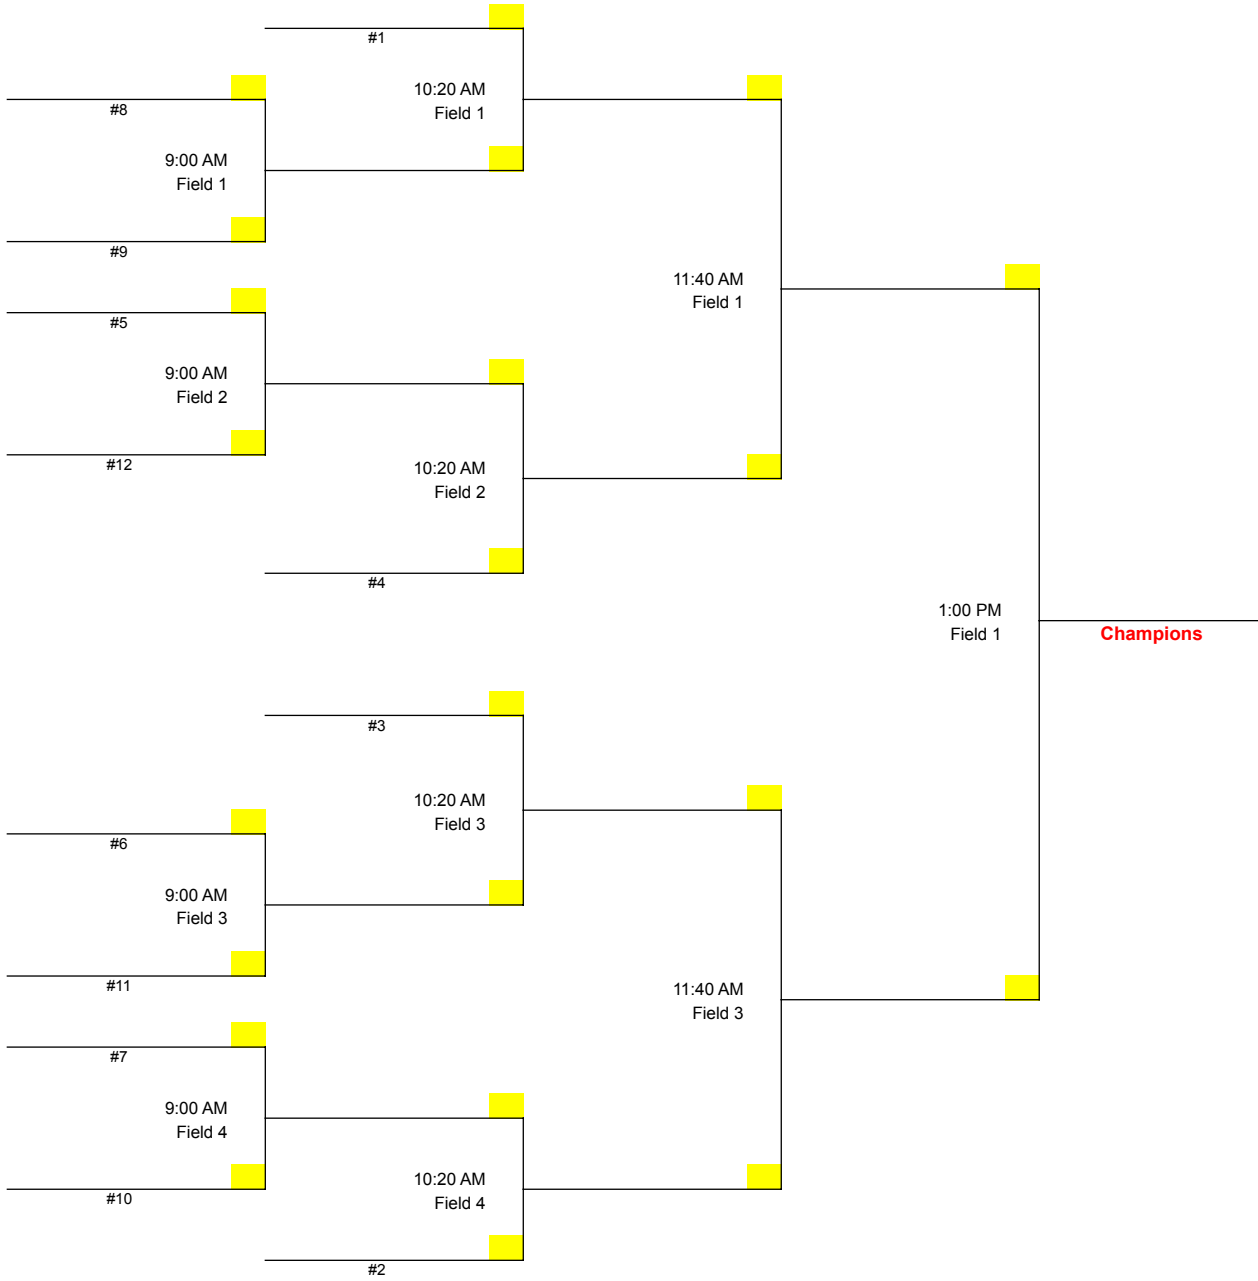 #1
10:20 AM
Field 1
#8
9:00 AM
Field 1
#9
#5
9:00 AM
Field 2
#12
10:20 AM
Field 2
#4
11:40 AM
Field 1
1:00 PM
Field 1
Champions
#3
10:20 AM
Field 3
#6
9:00 AM
Field 3
#11
11:40 AM
Field 3
#7
9:00 AM
Field 4
#10
10:20 AM
Field 4
#2